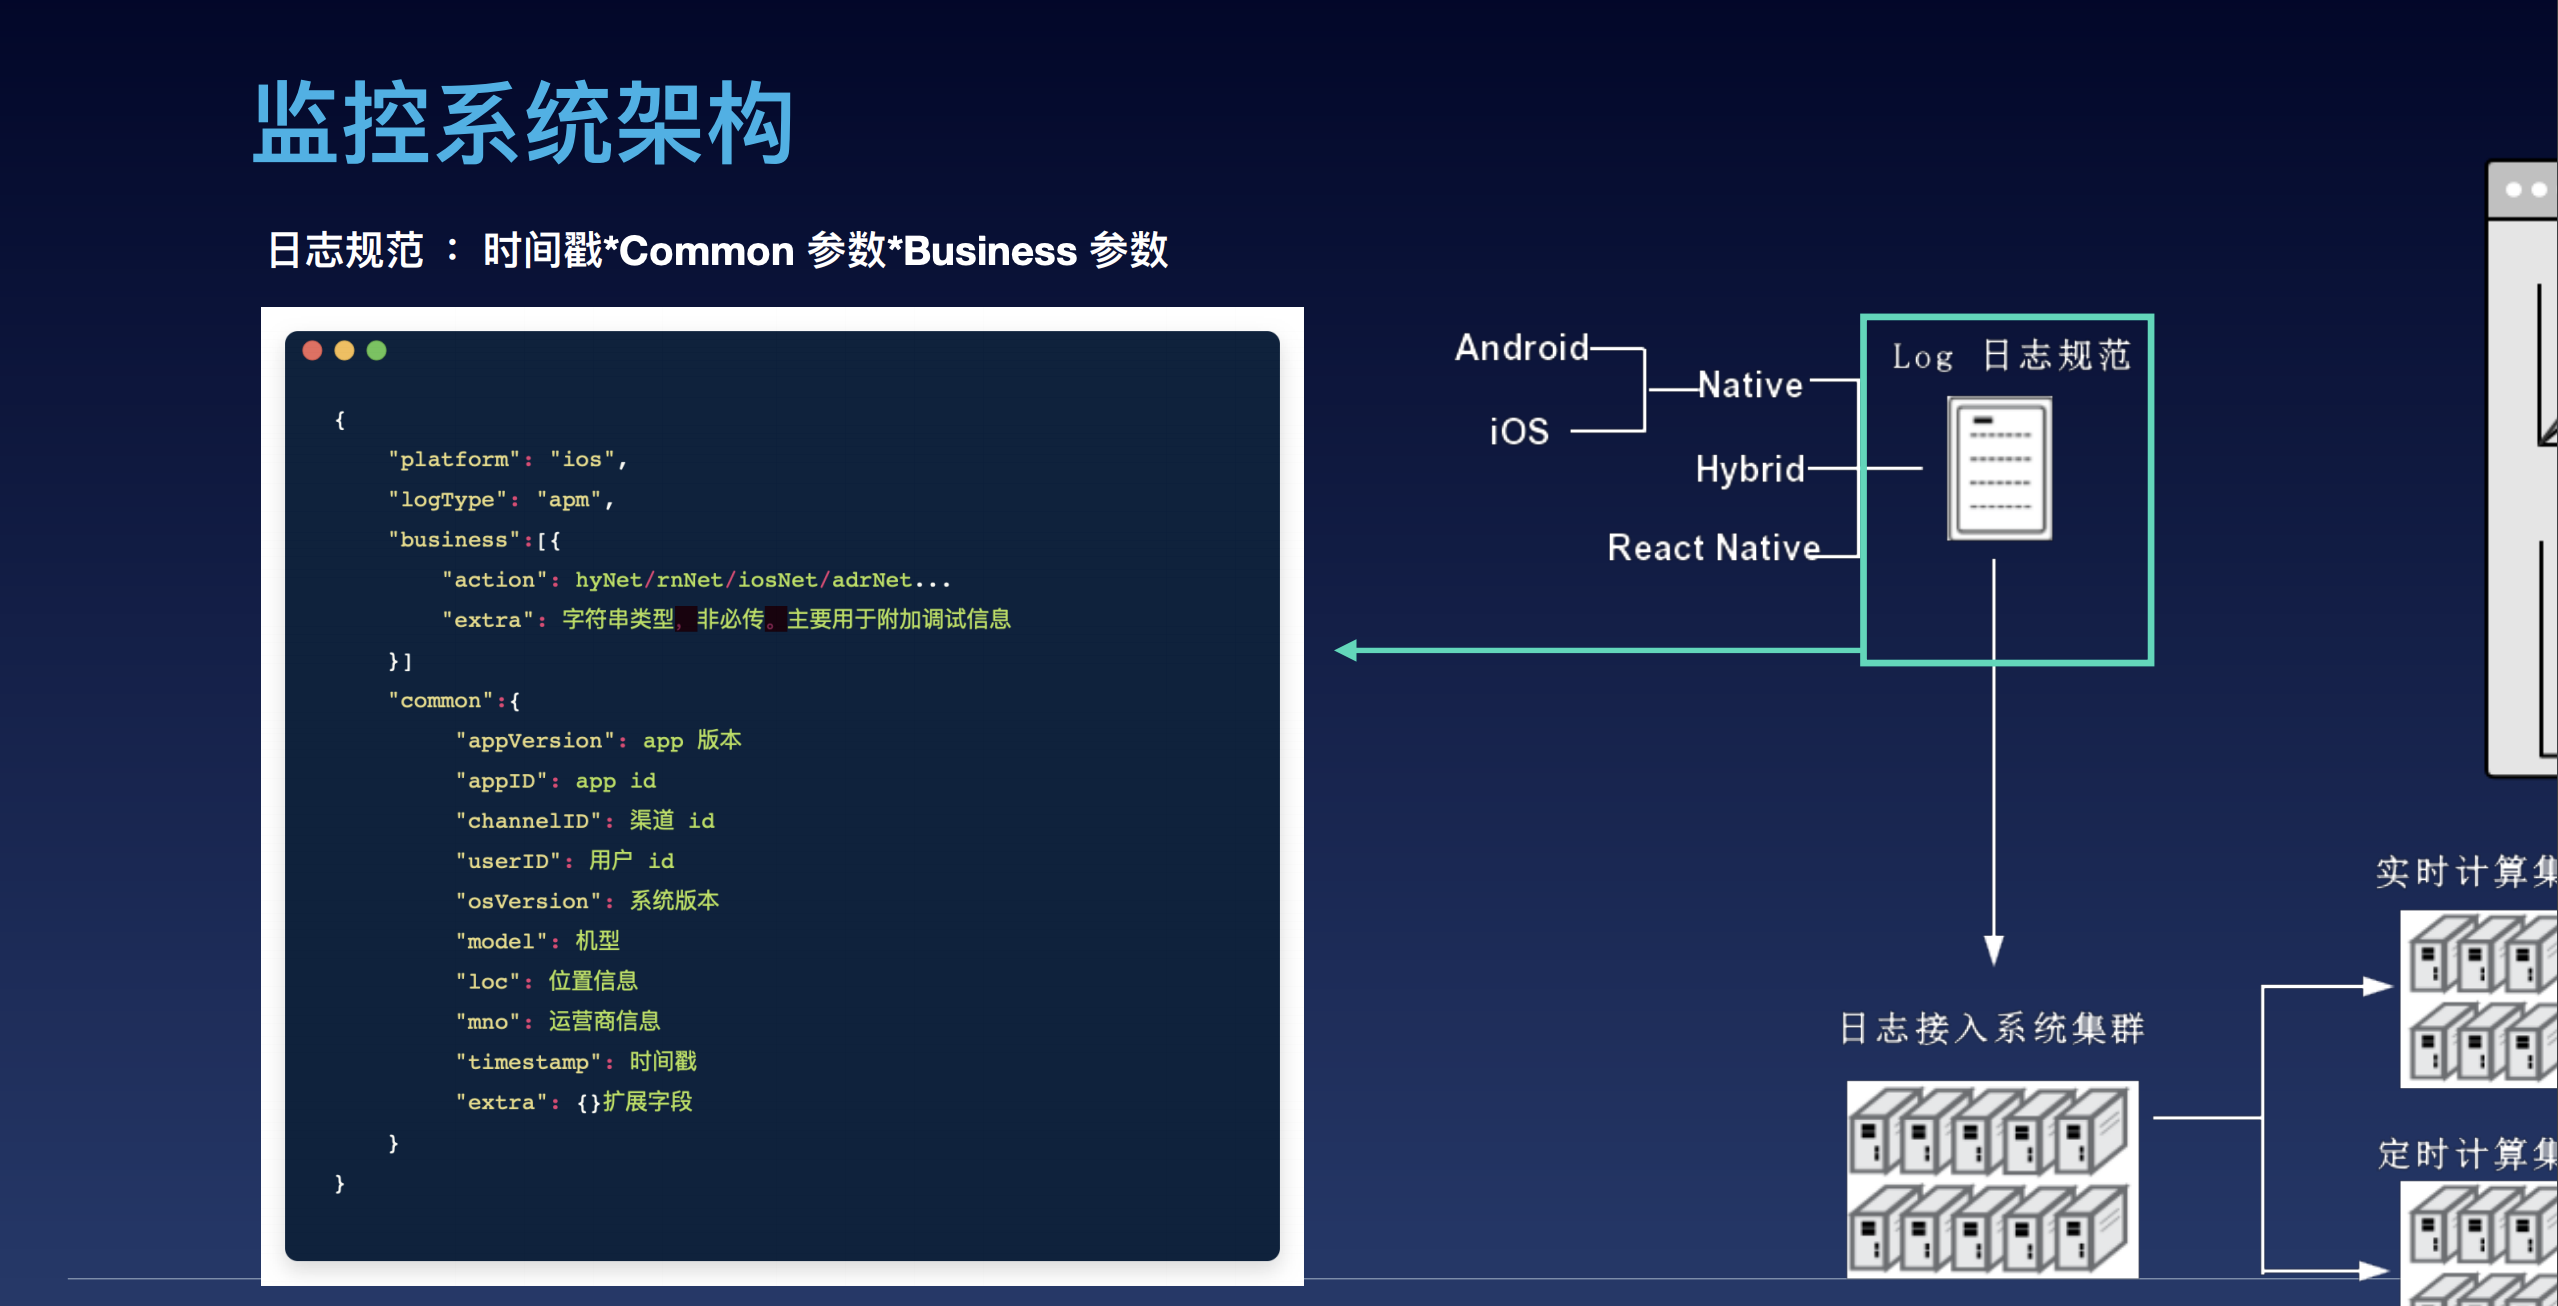 监控系统架构
日志规范 ： 时间戳*Common 参数*Business 参数
{
"platform": "ios",
"logType": "apm",
"business":[{
"action": hyNet/rnNet/iosNet/adrNet...
"extra": 字符串类型，非必传。主要用于附加调试信息
}]
"common":{
"appVersion": app 版本
"appID": app id
"channelID": 渠道 id
"userID": 用户 id
"osVersion": 系统版本
"model": 机型
"loc": 位置信息
"mno": 运营商信息
"timestamp": 时间戳
"extra": {}扩展字段
}
}
Android
iOS
Native
Hybrid
React Native
Log 日志规范
日志接入系统集群
实时计算集
定时计算集